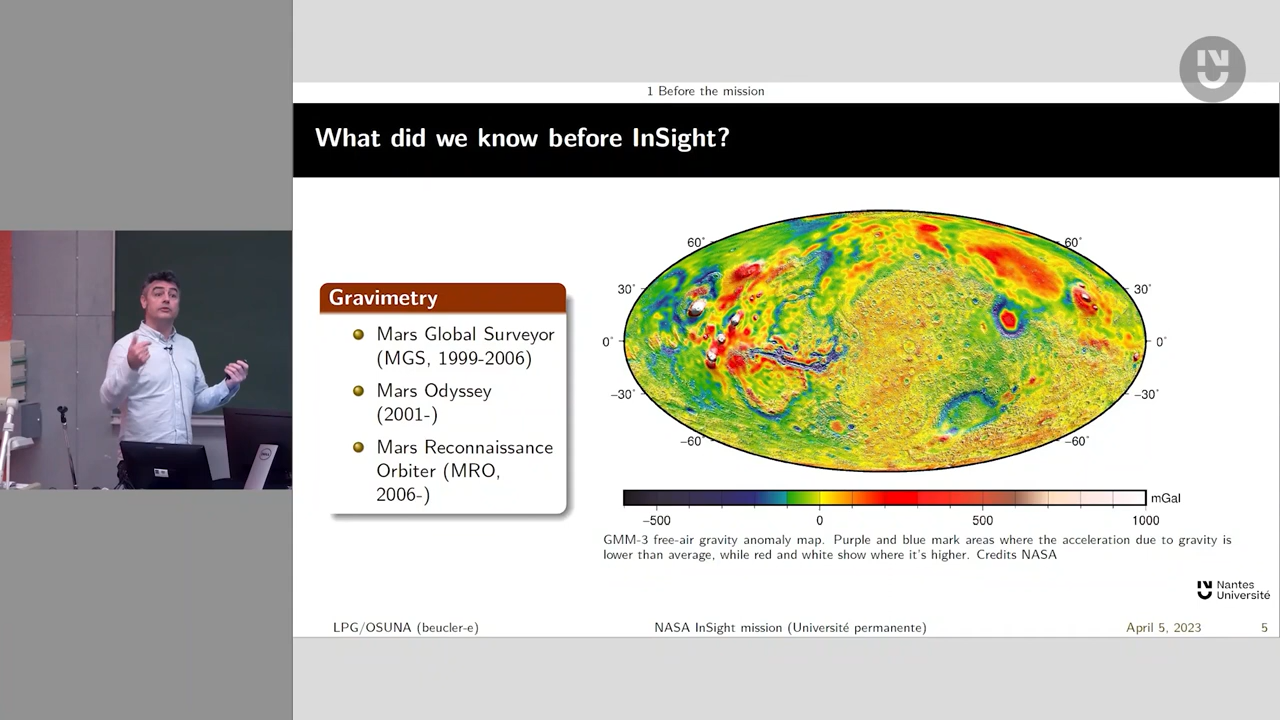 1 Before the mission
What did we know before InSight?
Gravimetry
Mars Global Surveyor
(MGS, 1999-2006)
Mars Odyssey
(2001-)
Mars Reconnaissance
Orbiter (MRO,
2006-)
60°
60°
30°
30°
0°
0°
−30°
−30°
−60°
−60°
mGal
−500
0
500
1000
GMM-3 free-air gravity anomaly map. Purple and blue mark areas where the acceleration due to gravity is
lower than average, while red and white show where it's higher. Credits NASA
Nantes
Université
LPG/OSUNA (beucler-e)
NASA InSight mission (Université permanente)
April 5, 2023
5
DELL